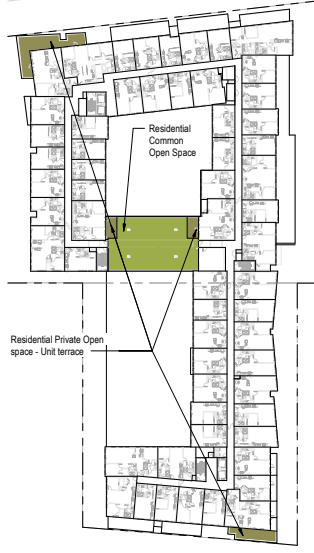 Residential
Common
Open Space
Residential Private Open
space - Unit terrace